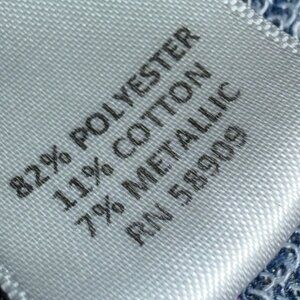 82% POLYESTER
11% COTTON
7% METALLIC
RN 58909